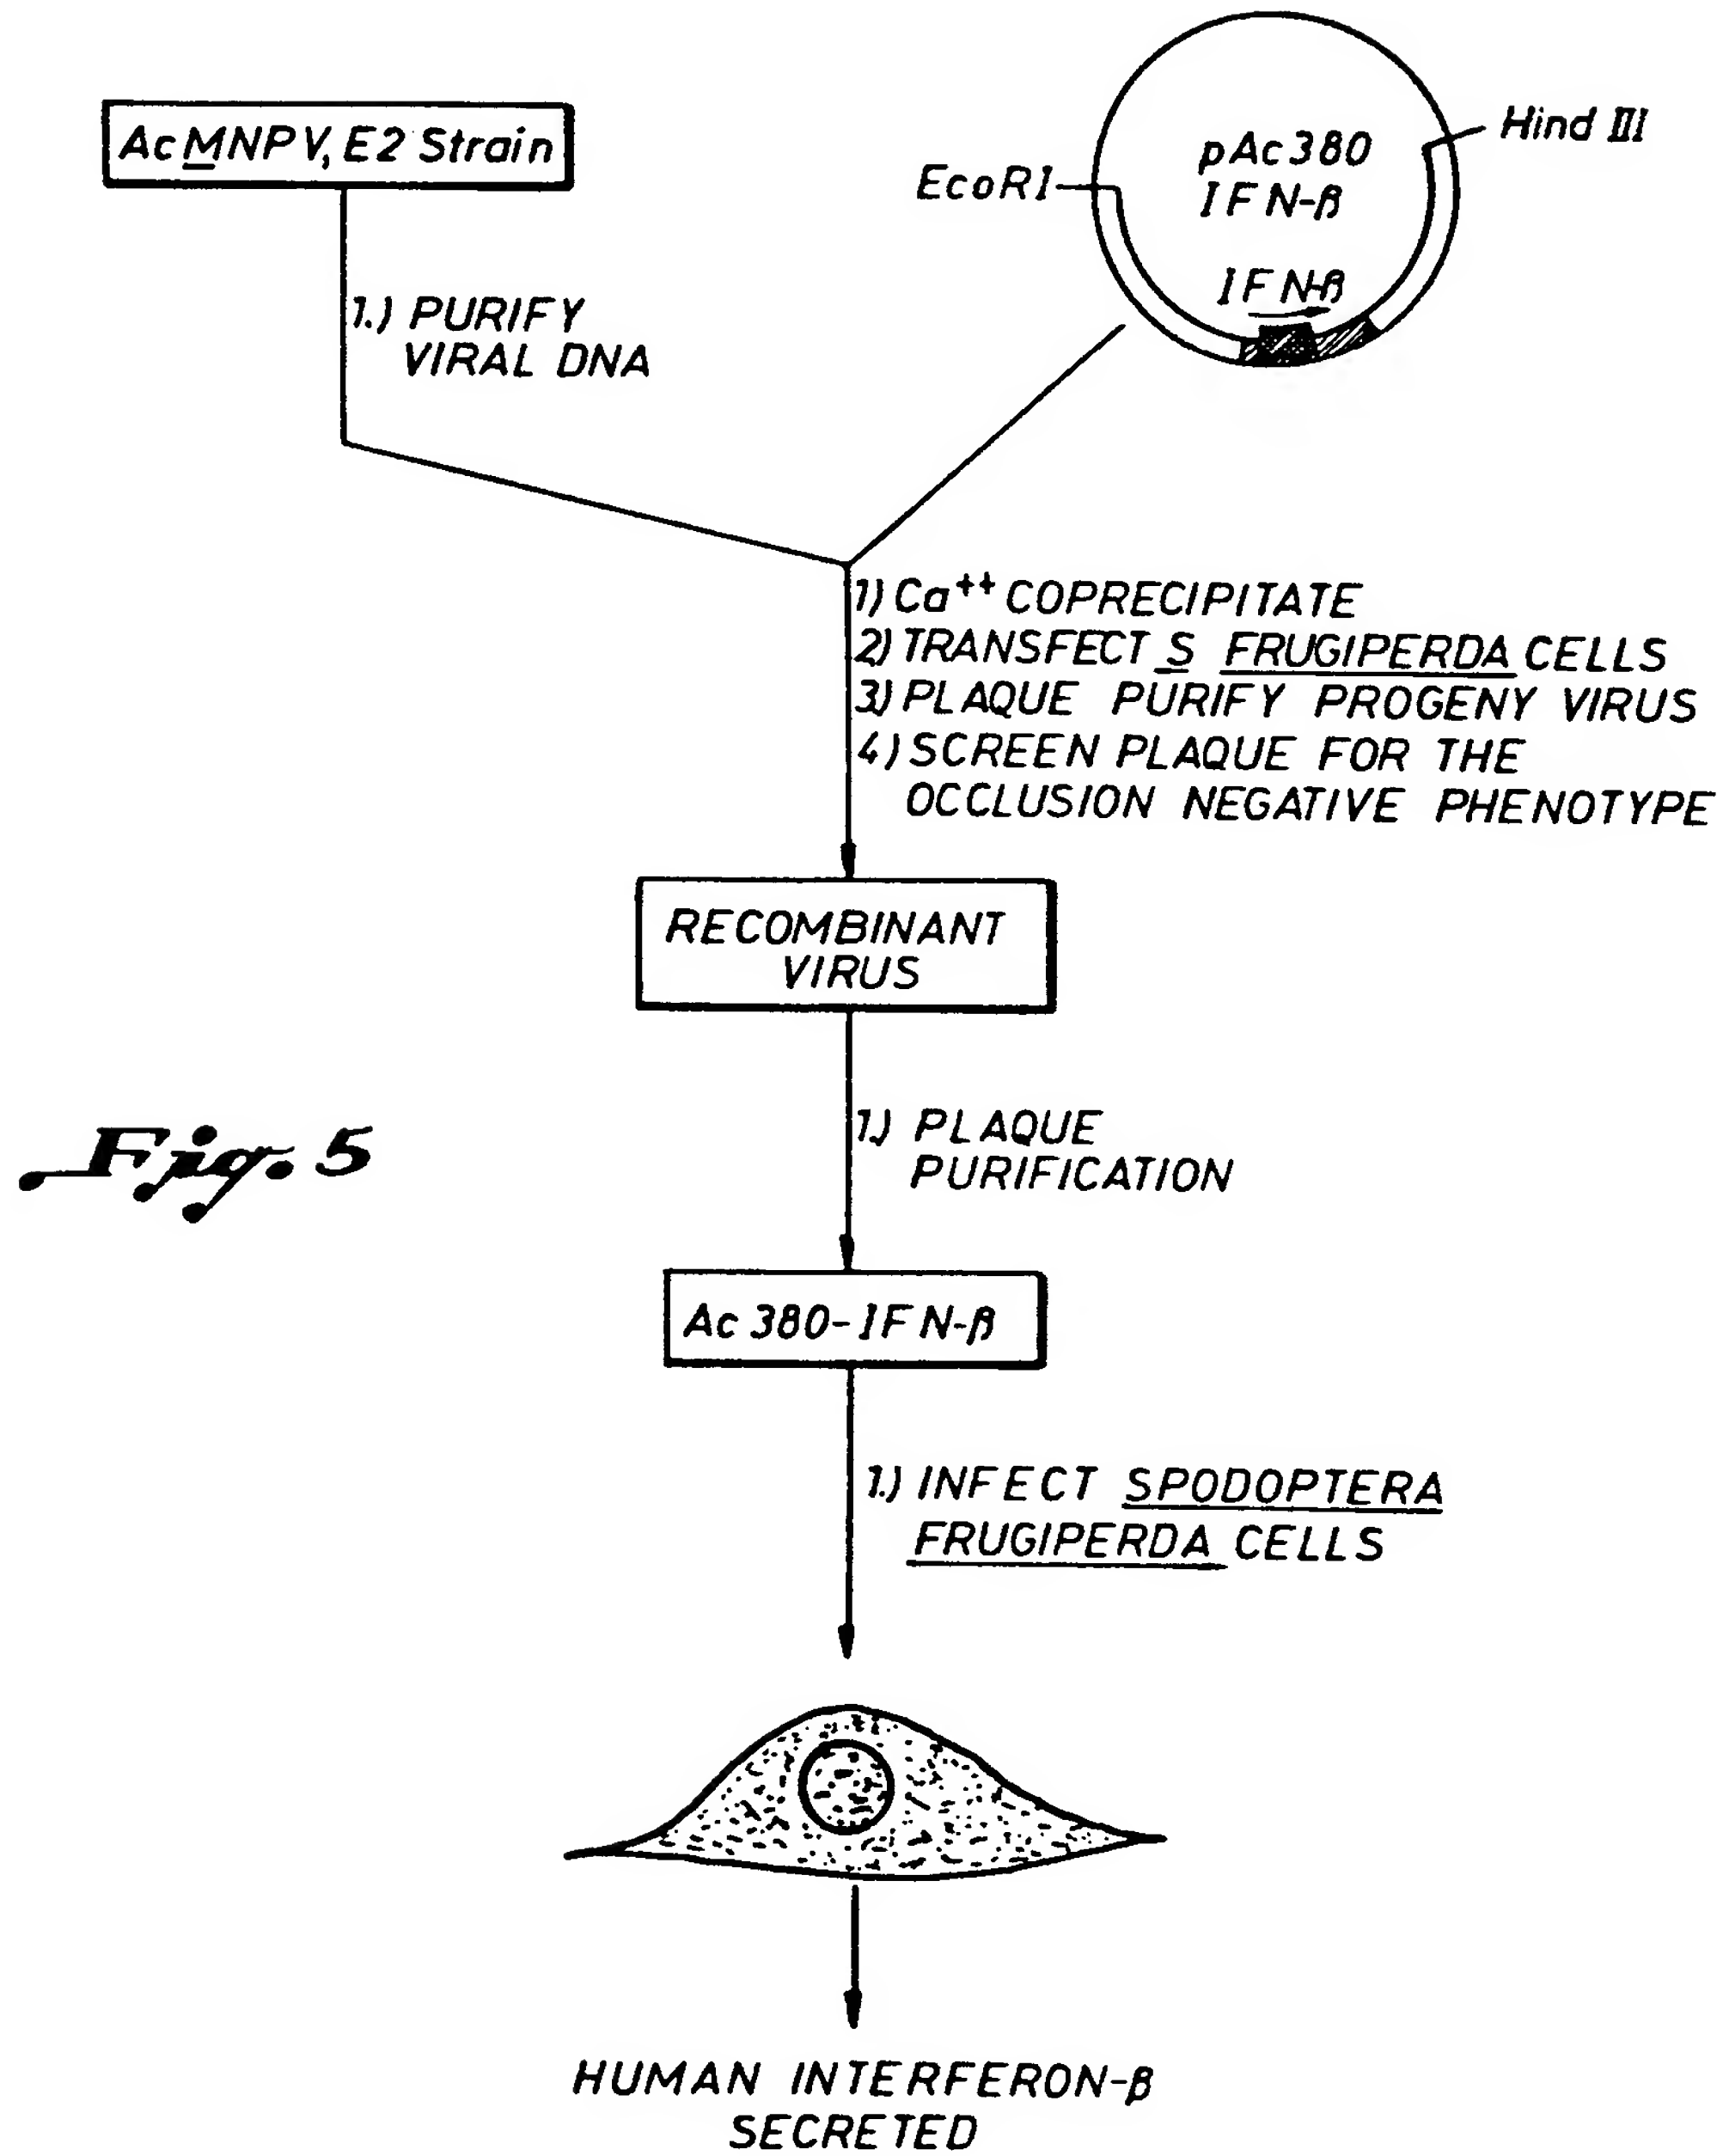 AcMNPV, E2 Strain
pAc380
IFN-β
Hind III
EcoRI
IFN-β
1.) PURIFY
VIRAL DNA
1) Ca++ COPRECIPITATE
2) TRANSFECT S FRUGIPERDA CELLS
3) PLAQUE PURIFY PROGENY VIRUS
4) SCREEN PLAQUE FOR THE
OCCLUSION NEGATIVE PHENOTYPE
RECOMBINANT
VIRUS
1.) PLAQUE
PURIFICATION
Fig. 5
Ac 380-IFN-β
1.) INFECT SPODOPTERA
FRUGIPERDA CELLS
HUMAN INTERFERON-β
SECRETED